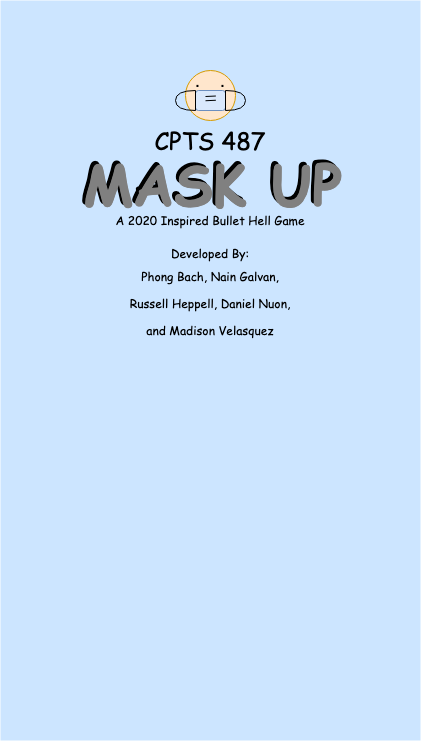 CPTS 487
MASK UP
A 2020 Inspired Bullet Hell Game
Developed By:
Phong Bach, Nain Galvan,
Russell Heppell, Daniel Nuon,
and Madison Velasquez